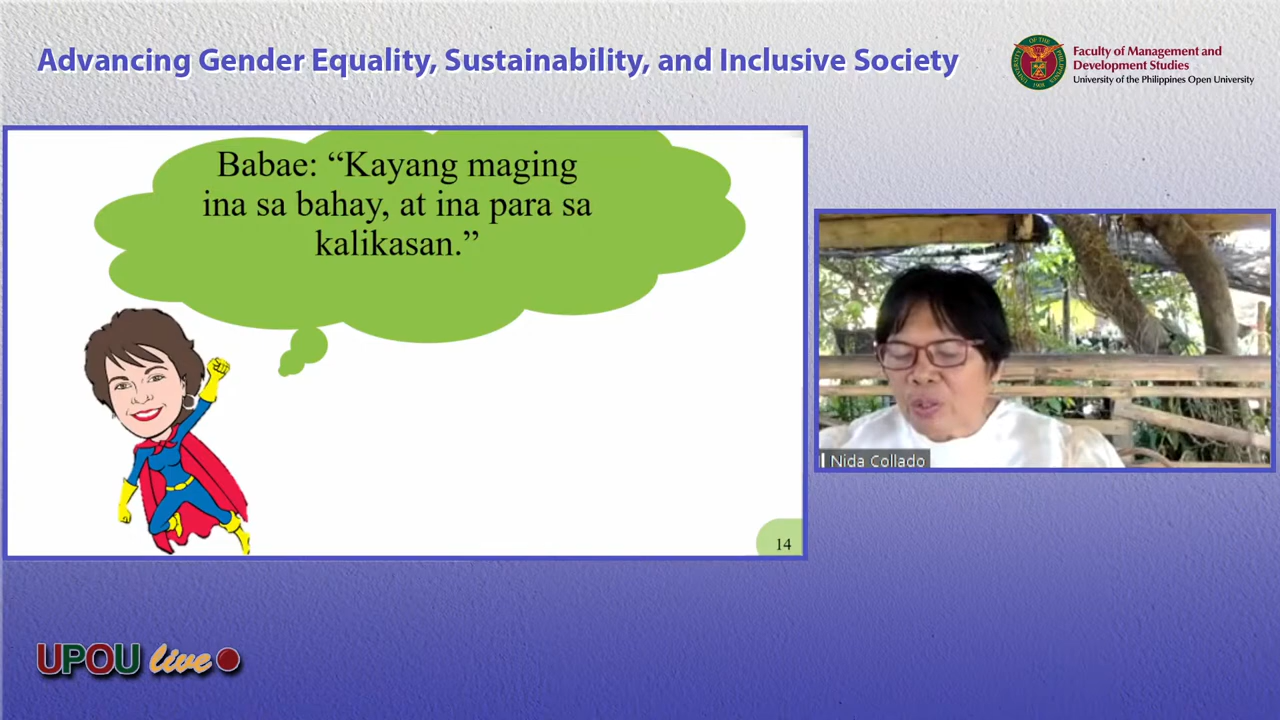 Advancing Gender Equality, Sustainability, and Inclusive Society
Faculty of Management and
Development Studies
University of the Philippines Open University
Babae: “Kayang maging
ina sa bahay, at ina para sa
kalikasan.”
Nida Collado
14
UPOU live